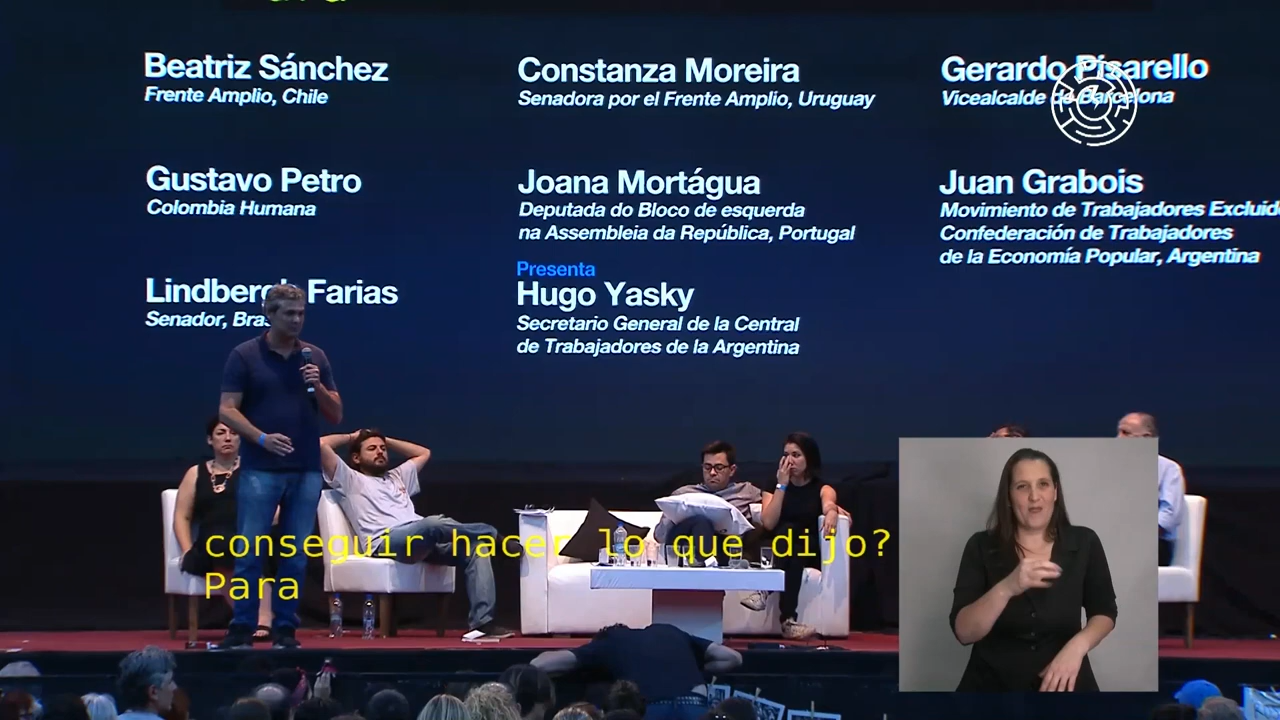 Beatriz Sánchez
Frente Amplio, Chile
Constanza Moreira
Senadora por el Frente Amplio, Uruguay
Gerardo Pisarello
Vicealcalde de Barcelona
Gustavo Petro
Colombia Humana
Joana Mortágua
Deputada do Bloco de esquerda
na Assembleia da República, Portugal
Juan Grabois
Movimiento de Trabajadores Excluid
Confederación de Trabajadores
de la Economía Popular, Argentina
Lindbergh Farias
Senador, Bras
Presenta
Hugo Yasky
Secretario General de la Central
de Trabajadores de la Argentina
conseguir hacer lo que dijo?
Para